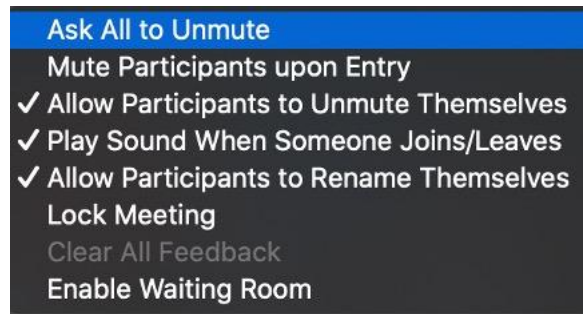 Ask All to Unmute
Mute Participants upon Entry
✓ Allow Participants to Unmute Themselves
✓ Play Sound When Someone Joins/Leaves
✓ Allow Participants to Rename Themselves
Lock Meeting
Clear All Feedback
Enable Waiting Room